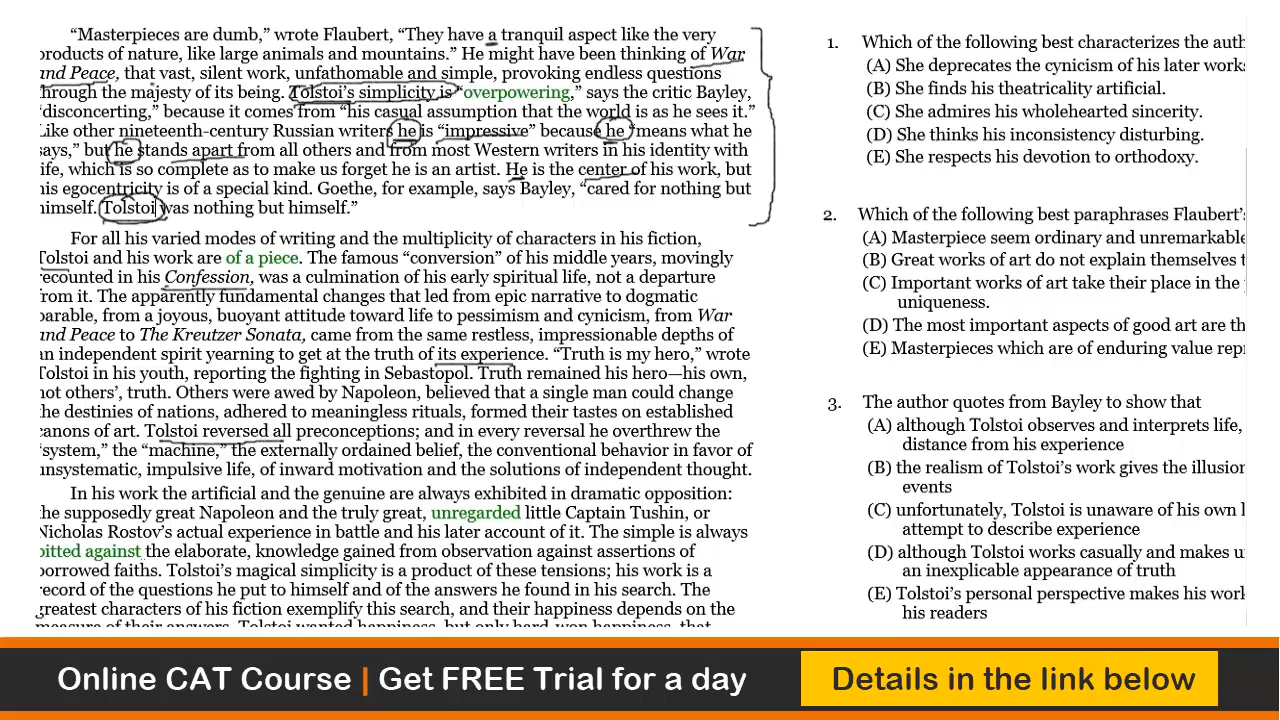 “Masterpieces are dumb,” wrote Flaubert, “They have a tranquil aspect like the very
products of nature, like large animals and mountains.” He might have been thinking of War
and Peace, that vast, silent work, unfathomable and simple, provoking endless questions
through the majesty of its being. Tolstoi’s simplicity is “overpowering,” says the critic Bayley,
“disconcerting,” because it comes from “his casual assumption that the world is as he sees it.”
Like other nineteenth-century Russian writers he is “impressive” because he “means what he
says,” but he stands apart from all others and from most Western writers in his identity with
life, which is so complete as to make us forget he is an artist. He is the center of his work, but
his egocentricity is of a special kind. Goethe, for example, says Bayley, “cared for nothing but
himself. Tolstoi was nothing but himself.”
For all his varied modes of writing and the multiplicity of characters in his fiction,
Tolstoi and his work are of a piece. The famous “conversion” of his middle years, movingly
recounted in his Confession, was a culmination of his early spiritual life, not a departure
from it. The apparently fundamental changes that led from epic narrative to dogmatic
parable, from a joyous, buoyant attitude toward life to pessimism and cynicism, from War
and Peace to The Kreutzer Sonata, came from the same restless, impressionable depths of
an independent spirit yearning to get at the truth of its experience. “Truth is my hero,” wrote
Tolstoi in his youth, reporting the fighting in Sebastopol. Truth remained his hero—his own,
not others’, truth. Others were awed by Napoleon, believed that a single man could change
the destinies of nations, adhered to meaningless rituals, formed their tastes on established
canons of art. Tolstoi reversed all preconceptions; and in every reversal he overthrew the
“system,” the “machine,” the externally ordained belief, the conventional behavior in favor of
unsystematic, impulsive life, of inward motivation and the solutions of independent thought.
In his work the artificial and the genuine are always exhibited in dramatic opposition:
the supposedly great Napoleon and the truly great, unregarded little Captain Tushin, or
Nicholas Rostov’s actual experience in battle and his later account of it. The simple is always
pitted against the elaborate, knowledge gained from observation against assertions of
borrowed faiths. Tolstoi’s magical simplicity is a product of these tensions; his work is a
record of the questions he put to himself and of the answers he found in his search. The
greatest characters of his fiction exemplify this search, and their happiness depends on the
measure of their answers. Tolstoi wanted happiness, but only hard-won happiness, that
1. Which of the following best characterizes the auth
(A) She deprecates the cynicism of his later works
(B) She finds his theatricality artificial.
(C) She admires his wholehearted sincerity.
(D) She thinks his inconsistency disturbing.
(E) She respects his devotion to orthodoxy.
2. Which of the following best paraphrases Flaubert’s
(A) Masterpiece seem ordinary and unremarkable
(B) Great works of art do not explain themselves t
(C) Important works of art take their place in the
uniqueness.
(D) The most important aspects of good art are th
(E) Masterpieces which are of enduring value repr
3. The author quotes from Bayley to show that
(A) although Tolstoi observes and interprets life,
distance from his experience
(B) the realism of Tolstoi’s work gives the illusion
events
(C) unfortunately, Tolstoi is unaware of his own l
attempt to describe experience
(D) although Tolstoi works casually and makes u
an inexplicable appearance of truth
(E) Tolstoi’s personal perspective makes his work
his readers
Online CAT Course | Get FREE Trial for a day
Details in the link below